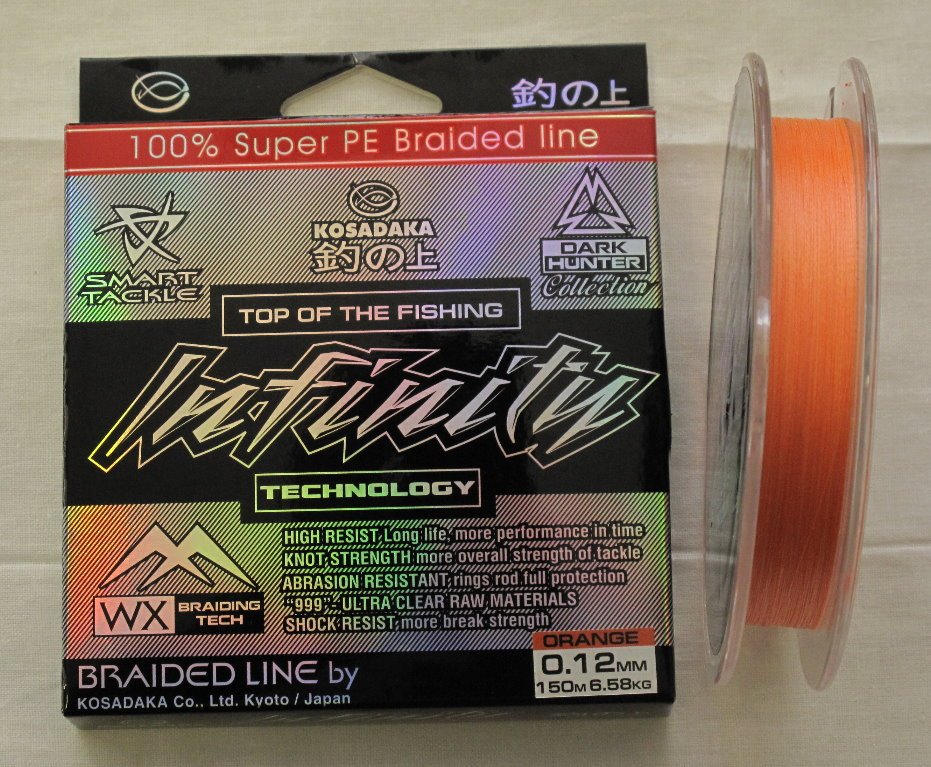 釣の上
100% Super PE Braided line
SMART
TACKLE
KOSADAKA
釣の上
DARK
HUNTER
Collection
TOP OF THE FISHING
Infinity
TECHNOLOGY
WX BRAIDING
TECH
HIGH RESIST, Long life, more performance in time
KNOT STRENGTH more overall strength of tackle
ABRASION RESISTANT, rings rod full protection
"999"- ULTRA CLEAR RAW MATERIALS
SHOCK RESIST, more break strength
ORANGE
0.12MM
150M 6.58KG
BRAIDED LINE by
KOSADAKA Co., Ltd. Kyoto / Japan